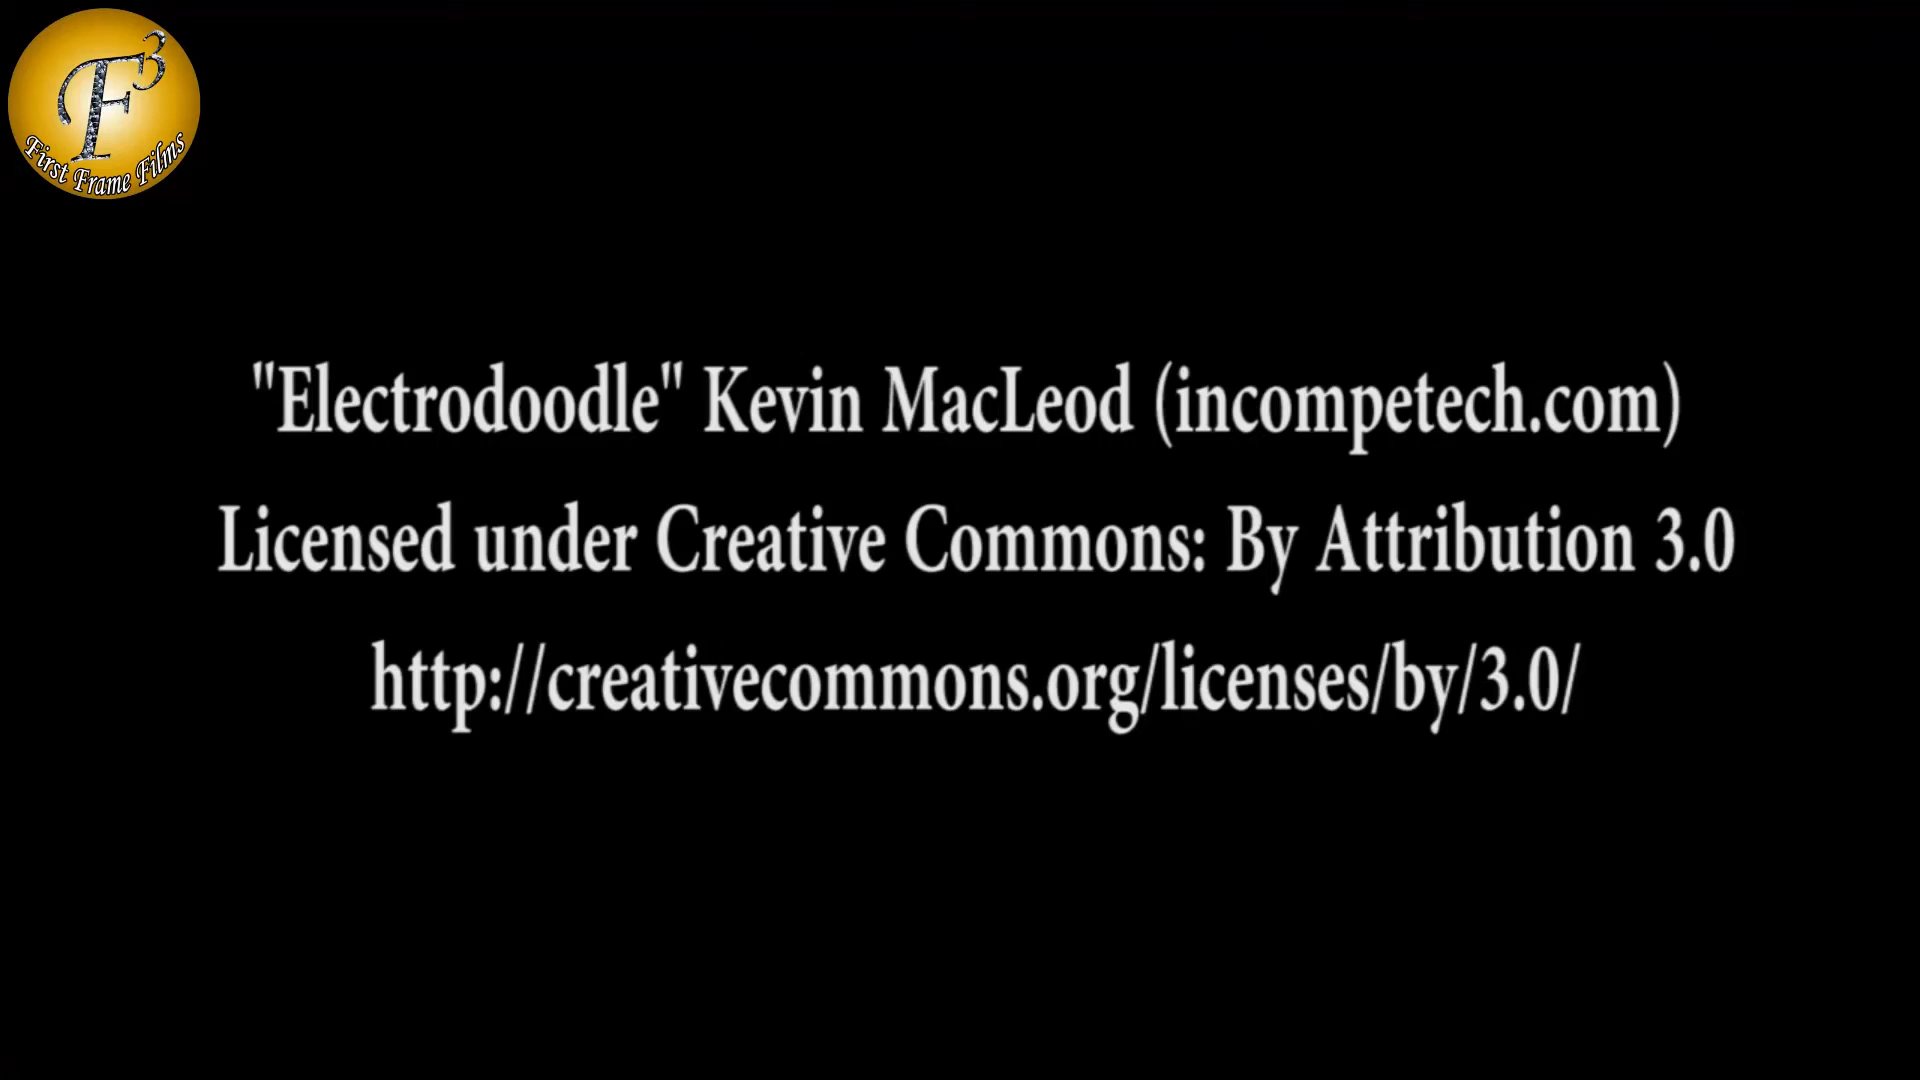 F3
First Frame Films
"Electrodoodle" Kevin MacLeod (incompetech.com)
Licensed under Creative Commons: By Attribution 3.0
http://creativecommons.org/licenses/by/3.0/